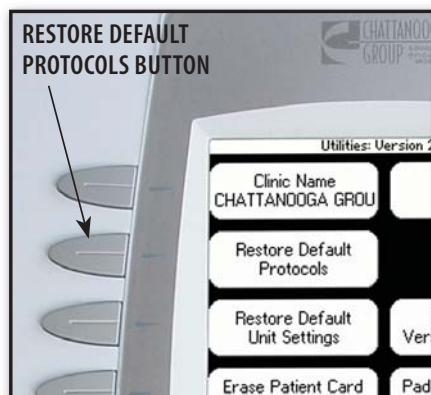 RESTORE DEFAULT
PROTOCOLS BUTTON
CHATTANOO
GROUP
Utilities: Version 2
Clinic Name
CHATTANOOGA GROU
Restore Default
Protocols
Restore Default
Unit Settings
Ver
Erase Patient Card
Pad